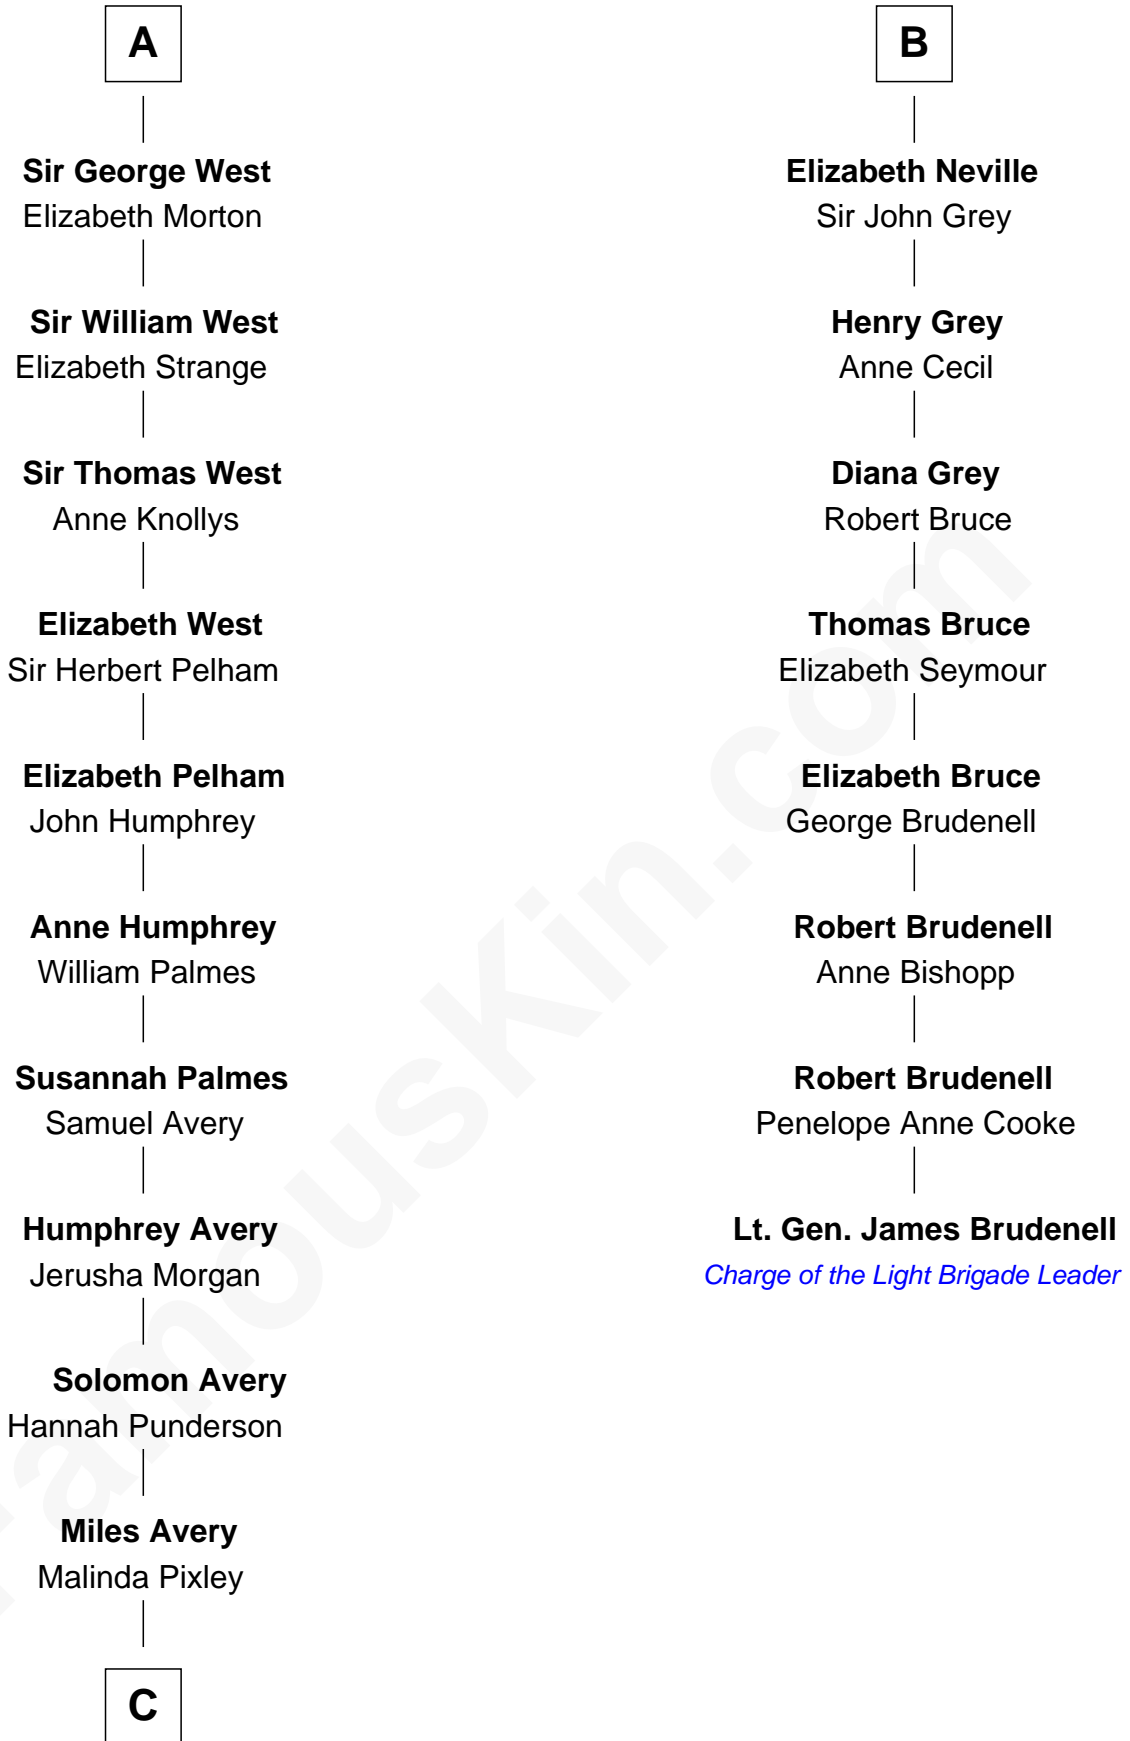 A
Sir George West
Elizabeth Morton
Sir William West
Elizabeth Strange
Sir Thomas West
Anne Knollys
Elizabeth West
Sir Herbert Pelham
Elizabeth Pelham
John Humphrey
Anne Humphrey
William Palmes
Susannah Palmes
Samuel Avery
Humphrey Avery
Jerusha Morgan
Solomon Avery
Hannah Punderson
Miles Avery
Malinda Pixley
C
B
Elizabeth Neville
Sir John Grey
Henry Grey
Anne Cecil
Diana Grey
Robert Bruce
Thomas Bruce
Elizabeth Seymour
Elizabeth Bruce
George Brudenell
Robert Brudenell
Anne Bishopp
Robert Brudenell
Penelope Anne Cooke
Lt. Gen. James Brudenell
Charge of the Light Brigade Leader
FamousKin.com